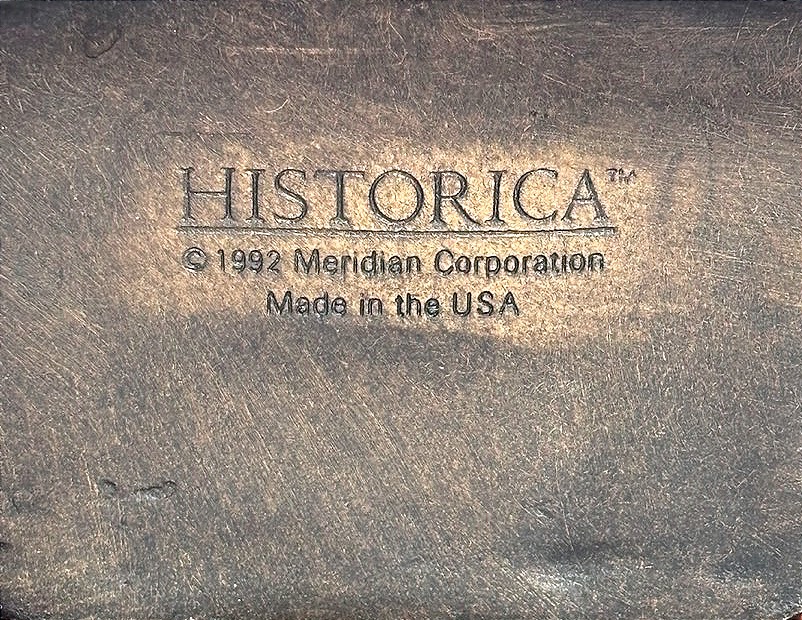 HISTORICA™
© 1992 Meridian Corporation
Made in the USA